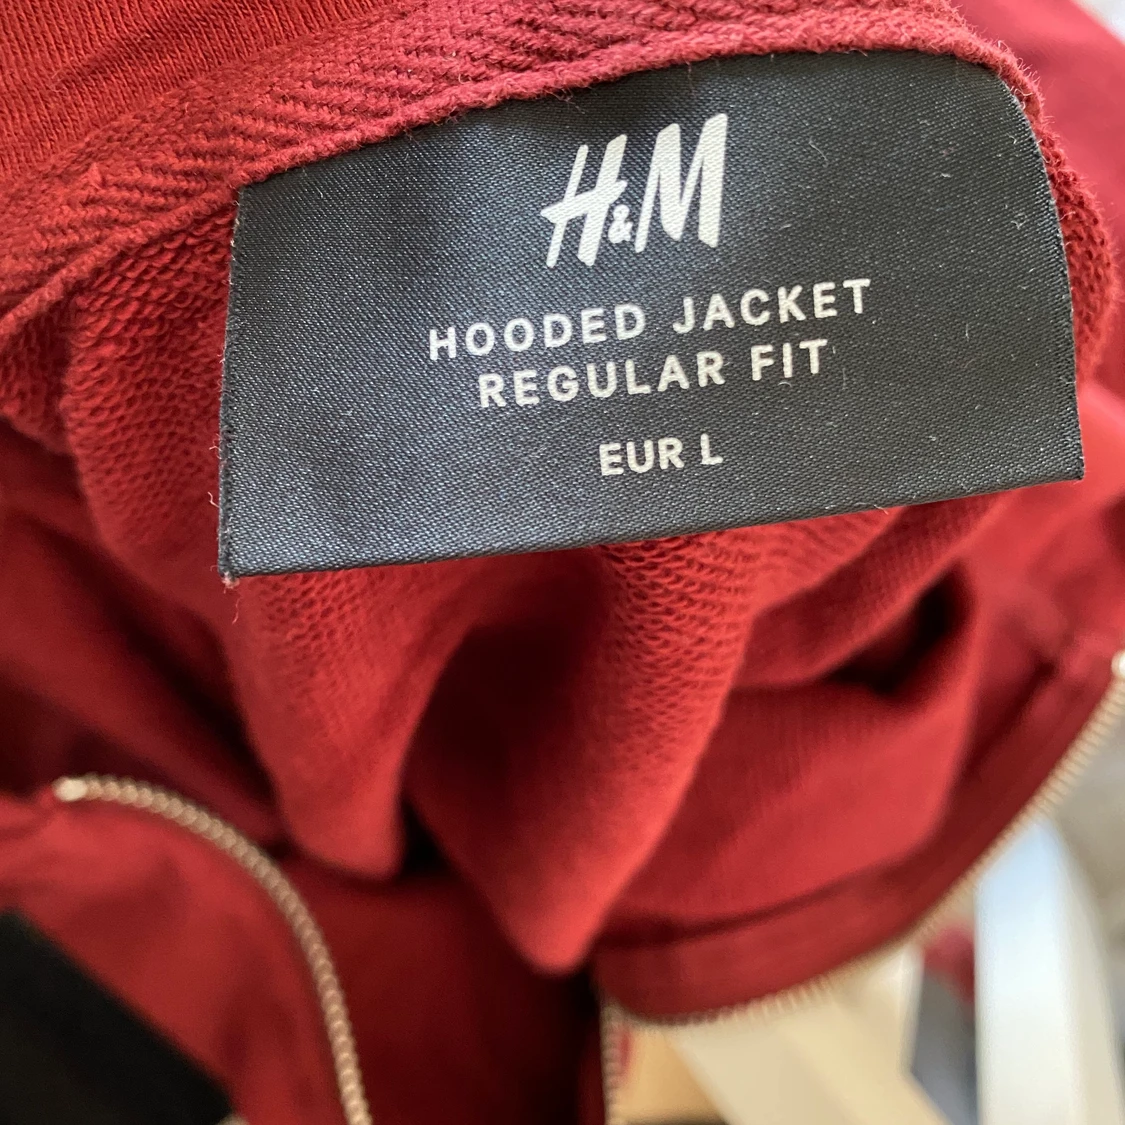 H&M
HOODED JACKET
REGULAR FIT
EUR L